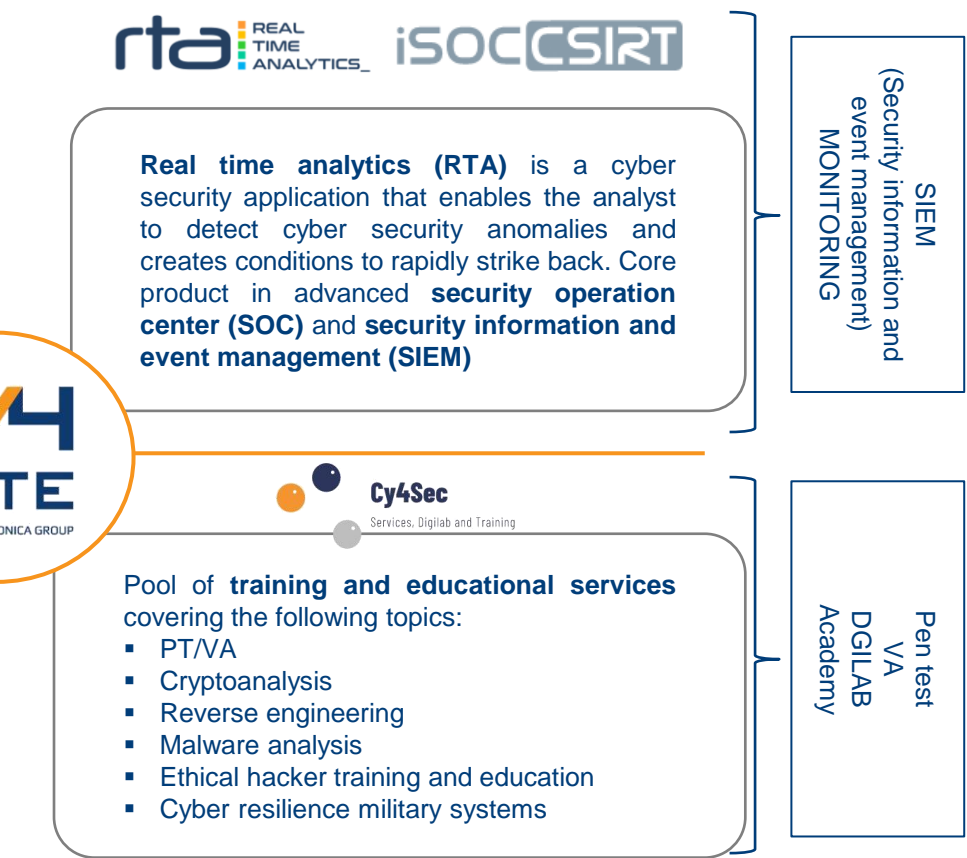 rta REAL
TIME
ANALYTICS_
iSOC CSIRT
Real time analytics (RTA) is a cyber
security application that enables the analyst
to detect cyber security anomalies and
creates conditions to rapidly strike back. Core
product in advanced security operation
center (SOC) and security information and
event management (SIEM)
SIEM
(Security information and
event management)
MONITORING
Y4
TE
ONICA GROUP
Cy4Sec
Services, Digilab and Training
Pool of training and educational services
covering the following topics:
▪ PT/VA
▪ Cryptoanalysis
▪ Reverse engineering
▪ Malware analysis
▪ Ethical hacker training and education
▪ Cyber resilience military systems
Pen test
VA
DGILAB
Academy